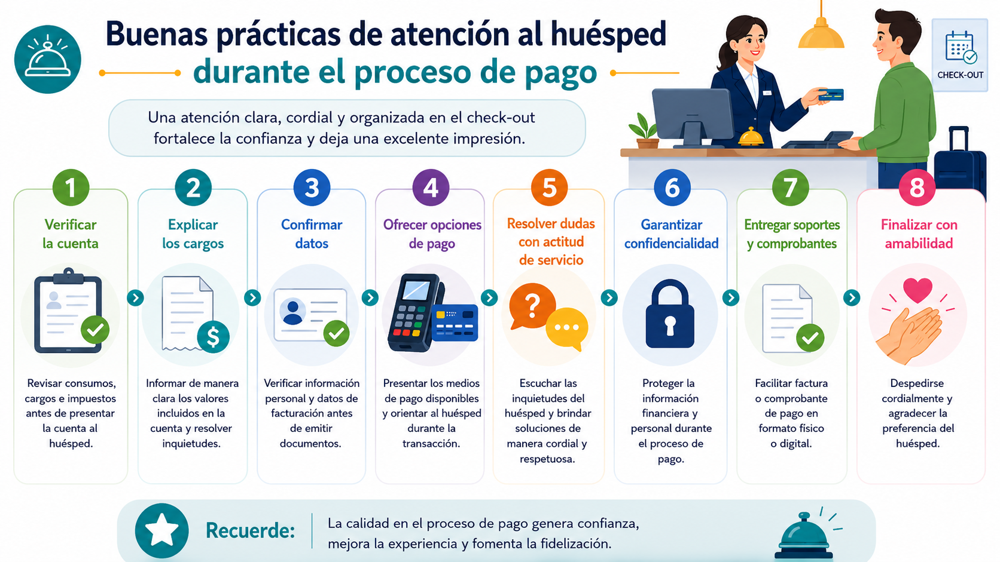 Buenas prácticas de atención al huésped
durante el proceso de pago
Una atención clara, cordial y organizada en el check-out
fortalece la confianza y deja una excelente impresión.
CHECK-OUT
1
Verificar
la cuenta
Revisar consumos,
cargos e impuestos
antes de presentar
la cuenta al
huésped.
2
Explicar
los cargos
$
Informar de manera
clara los valores
incluidos en la
cuenta y resolver
inquietudes.
3
Confirmar
datos
Verificar información
personal y datos de
facturación antes
de emitir
documentos.
4
Ofrecer opciones
de pago
Presentar los medios
de pago disponibles
y orientar al huésped
durante la
transacción.
5
Resolver dudas
con actitud
de servicio
?
Escuchar las
inquietudes del
huésped y brindar
soluciones de
manera cordial y
respetuosa.
6
Garantizar
confidencialidad
Proteger la
información
financiera y
personal durante
el proceso de
pago.
7
Entregar soportes
y comprobantes
Facilitar factura
o comprobante
de pago en
formato físico
o digital.
8
Finalizar con
amabilidad
Despedirse
cordialmente y
agradecer la
preferencia del
huésped.
Recuerde:
La calidad en el proceso de pago genera confianza,
mejora la experiencia y fomenta la fidelización.